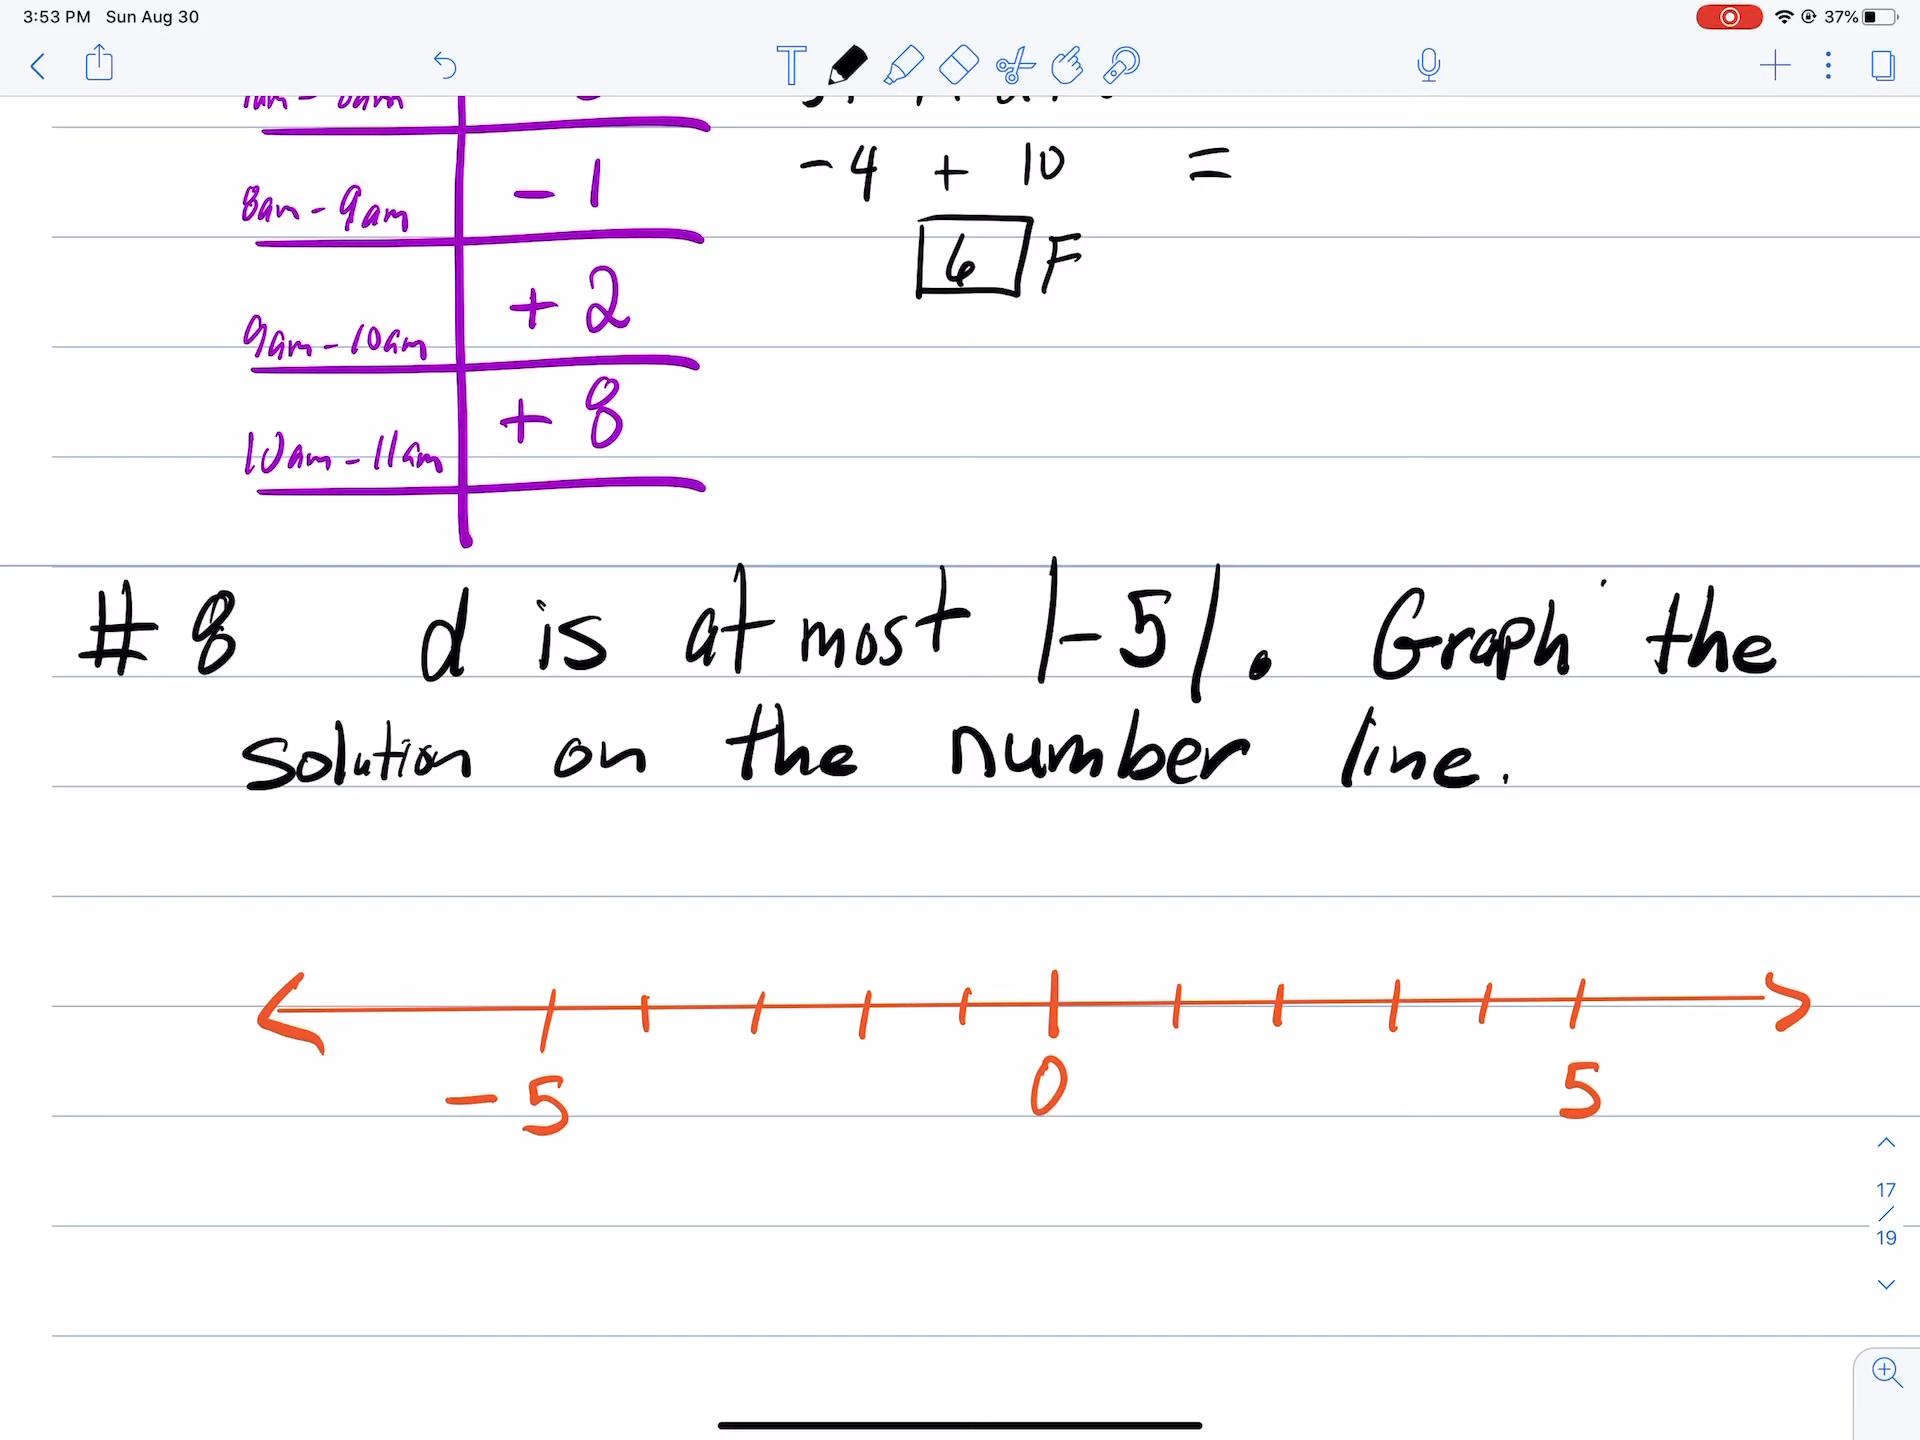 3:53 PM Sun Aug 30
37%
T
-4 + 10 =
8am - 9am - 1
6 F
9am - 10am + 2
10am - 11am + 8
# 8 d is at most |-5|. Graph the
solution on the number line.
-5 0 5
17
/
19